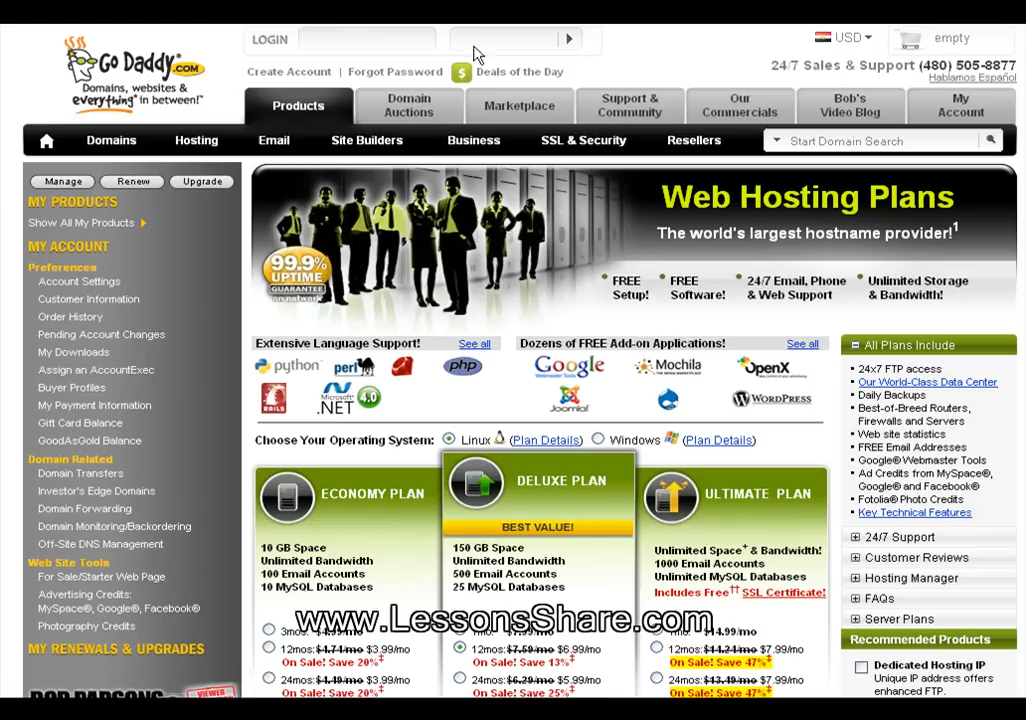 LOGIN
USD
empty
Go Daddy.COM
Domains, websites &
everything™ in between!™
Create Account | Forgot Password
$ Deals of the Day
24/7 Sales & Support (480) 505-8877
Hablamos Español
Products
Domain
Auctions
Marketplace
Support &
Community
Our
Commercials
Bob's
Video Blog
My
Account
Domains
Hosting
Email
Site Builders
Business
SSL & Security
Resellers
Start Domain Search
Manage
Renew
Upgrade
MY PRODUCTS
Show All My Products
MY ACCOUNT
Preferences
Account Settings
Customer Information
Order History
Pending Account Changes
My Downloads
Assign an AccountExec
Buyer Profiles
My Payment Information
Gift Card Balance
GoodAsGold Balance
Domain Related
Domain Transfers
Investor's Edge Domains
Domain Forwarding
Domain Monitoring/Backordering
Off-Site DNS Management
Web Site Tools
For Sale/Starter Web Page
Advertising Credits:
MySpace®, Google®, Facebook®
Photography Credits
MY RENEWALS & UPGRADES
Web Hosting Plans
The world's largest hostname provider!1
99.9%
UPTIME
GUARANTEE
on network
FREE
Setup!
FREE
Software!
24/7 Email, Phone
& Web Support
Unlimited Storage
& Bandwidth!
Extensive Language Support!
See all
python
perl
php
RAILS
Microsoft
.NET 4.0
Dozens of FREE Add-on Applications!
See all
Google
Mochila
OpenX
Joomla!
WORDPRESS
Choose Your Operating System:
Linux (Plan Details)
Windows (Plan Details)
ECONOMY PLAN
10 GB Space
Unlimited Bandwidth
100 Email Accounts
10 MySQL Databases
3mos. $4.99/mo
12mos: $4.74/mo $3.99/mo
On Sale! Save 20%‡
24mos: $4.49/mo $3.99/mo
On Sale! Save 20%‡
DELUXE PLAN
BEST VALUE!
150 GB Space
Unlimited Bandwidth
500 Email Accounts
25 MySQL Databases
12mos: $7.59/mo $6.99/mo
On Sale! Save 13%‡
24mos: $6.29/mo $5.99/mo
On Sale! Save 25%‡
ULTIMATE PLAN
Unlimited Space+ & Bandwidth!
1000 Email Accounts
Unlimited MySQL Databases
Includes Free†† SSL Certificate!
$14.99/mo
12mos: $14.24/mo $7.99/mo
On Sale! Save 47%‡
24mos: $13.49/mo $7.99/mo
On Sale! Save 47%‡
www.LessonsShare.com
All Plans Include
24x7 FTP access
Our World-Class Data Center
Daily Backups
Best-of-Breed Routers,
Firewalls and Servers
Web site statistics
FREE Email Addresses
Google® Webmaster Tools
Ad Credits from MySpace®,
Google® and Facebook®
Fotolia® Photo Credits
Key Technical Features
24/7 Support
Customer Reviews
Hosting Manager
FAQs
Server Plans
Recommended Products
Dedicated Hosting IP
Unique IP address offers
enhanced FTP.